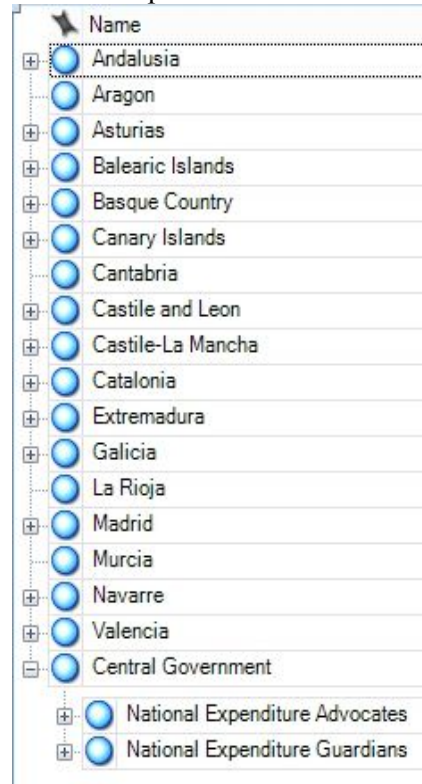 Name
Andalusia
Aragon
Asturias
Balearic Islands
Basque Country
Canary Islands
Cantabria
Castile and Leon
Castile-La Mancha
Catalonia
Extremadura
Galicia
La Rioja
Madrid
Murcia
Navarre
Valencia
Central Government
National Expenditure Advocates
National Expenditure Guardians